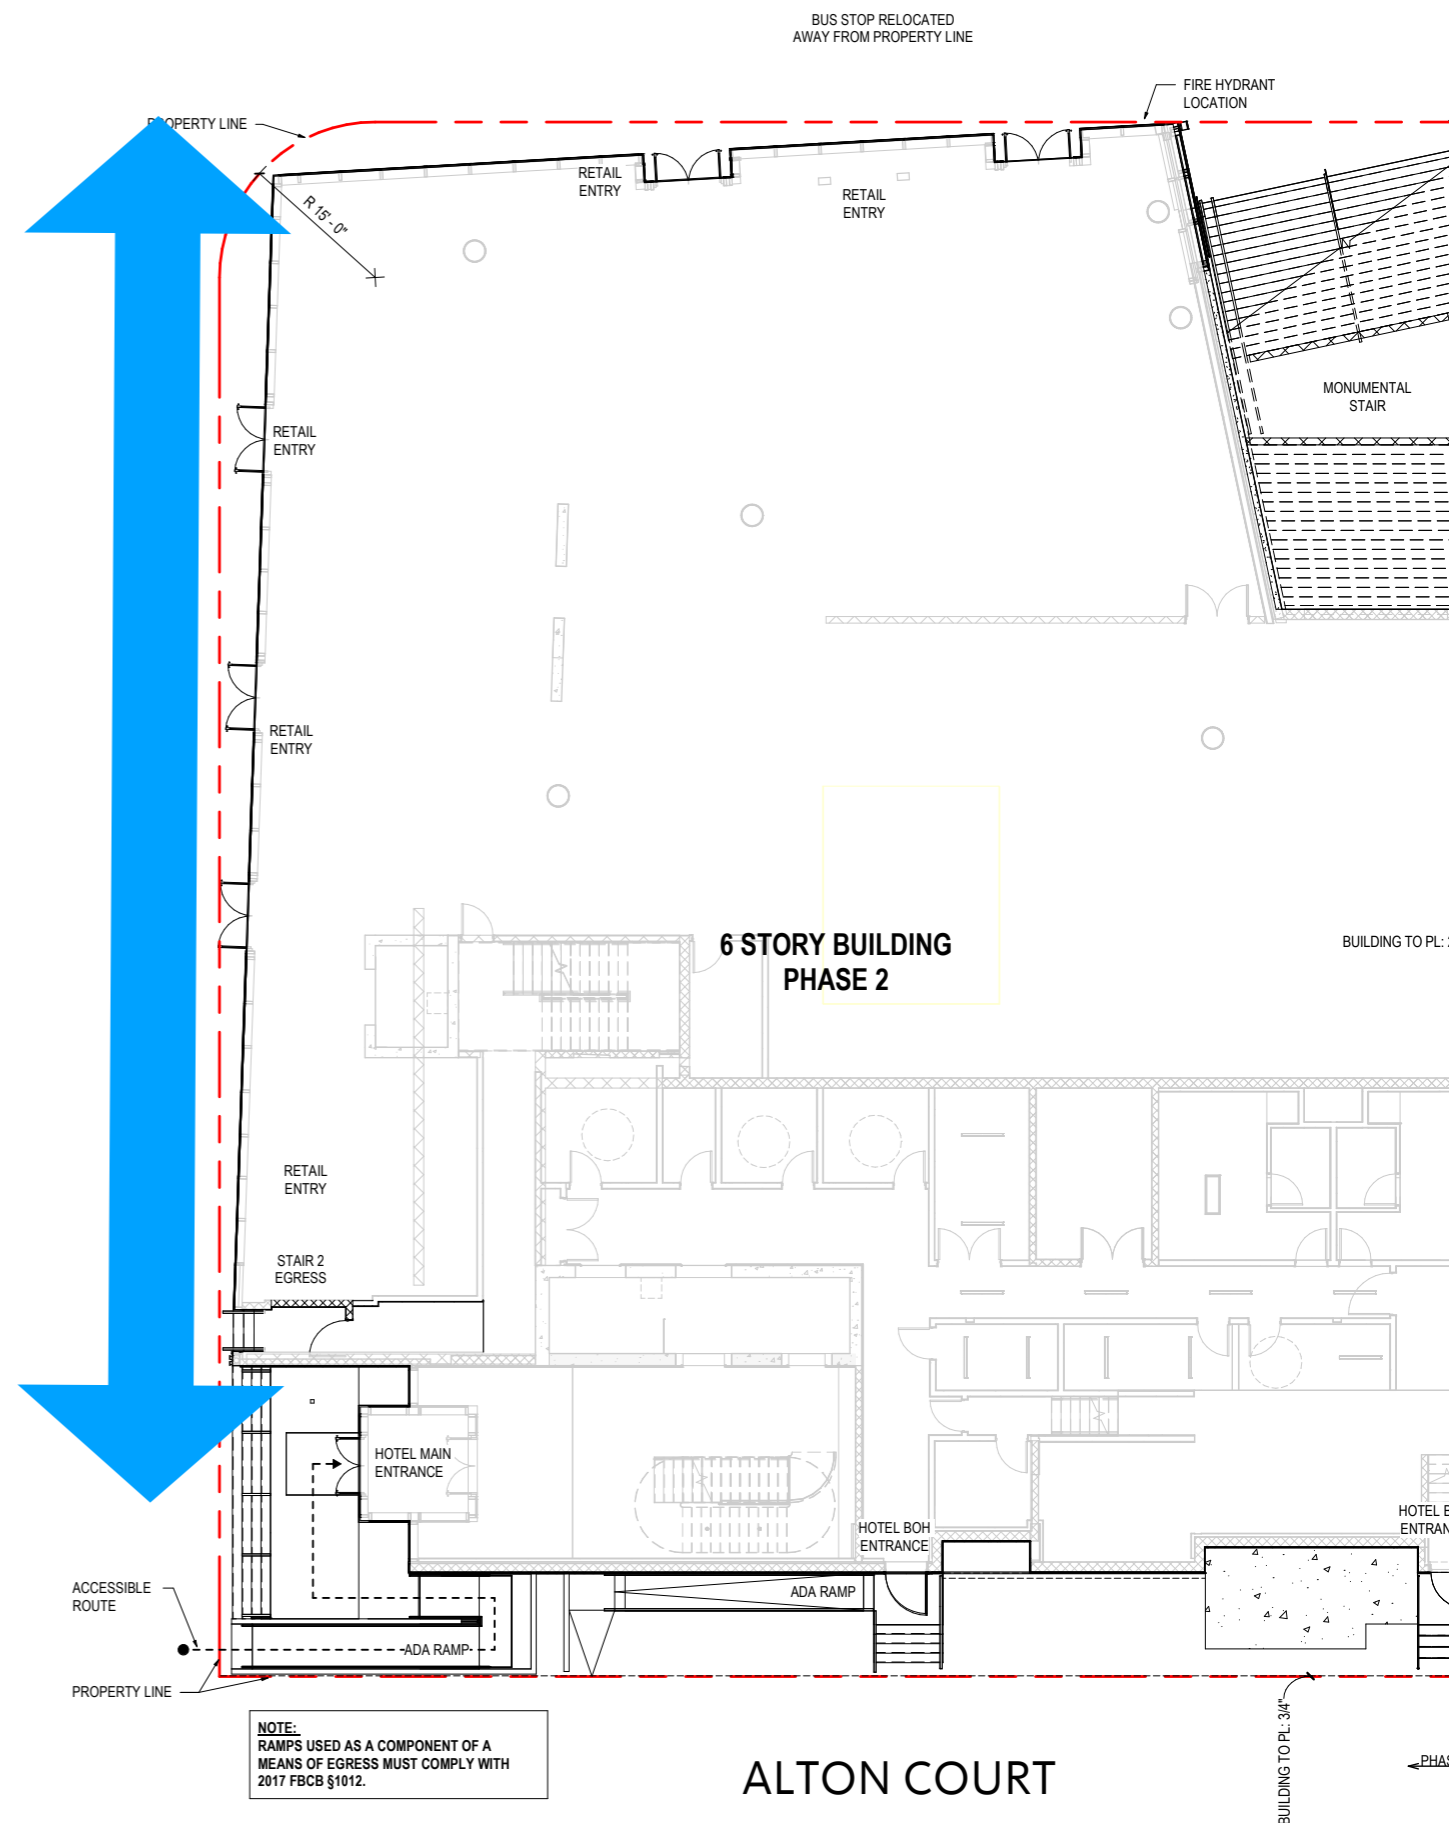 BUS STOP RELOCATED
AWAY FROM PROPERTY LINE
FIRE HYDRANT
LOCATION
PROPERTY LINE
R 15' - 0"
RETAIL
ENTRY
RETAIL
ENTRY
MONUMENTAL
STAIR
RETAIL
ENTRY
RETAIL
ENTRY
6 STORY BUILDING
PHASE 2
BUILDING TO PL:
RETAIL
ENTRY
STAIR 2
EGRESS
HOTEL MAIN
ENTRANCE
HOTEL BOH
ENTRANCE
HOTEL
ACCESSIBLE
ROUTE
ADA RAMP
ADA RAMP
PROPERTY LINE
NOTE:
RAMPS USED AS A COMPONENT OF A
MEANS OF EGRESS MUST COMPLY WITH
2017 FBCB §1012.
ALTON COURT
BUILDING TO PL: 3/4"